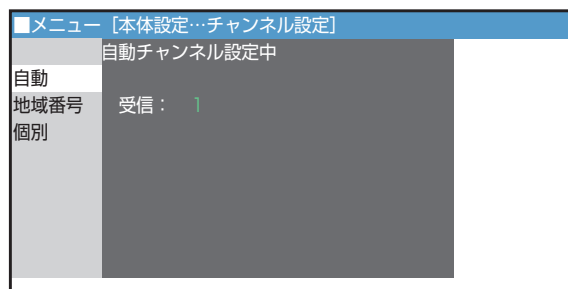 ■メニュー [本体設定…チャンネル設定]
自動チャンネル設定中
自動
地域番号 受信： 1
個別